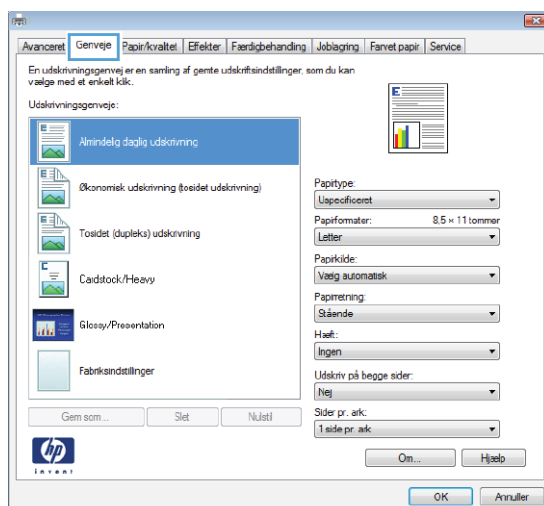 Avanceret Genveje Papir/kvalitet Effekter Færdigbehandling Joblagring Farvet papir Service
En udskrivningsgenvej er en samling af gemte udskriftsindstillinger, som du kan
vælge med et enkelt klik.
Udskrivningsgenveje:
Almindelig daglig udskrivning
Økonomisk udskrivning (tosidet udskrivning)
Tosidet (dupleks) udskrivning
Cardstock/Heavy
Glossy/Presentation
Fabriksindstillinger
Gem som... Slet Nulstil
E
Papirtype:
Uspecificeret
Papirformater: 8,5 × 11 tommer
Letter
Papirkilde:
Vælg automatisk
Papirretning:
Stående
Hæft:
Ingen
Udskriv på begge sider:
Nej
Sider pr. ark:
1 side pr. ark
hp
invent
Om... Hjælp
OK Annuller